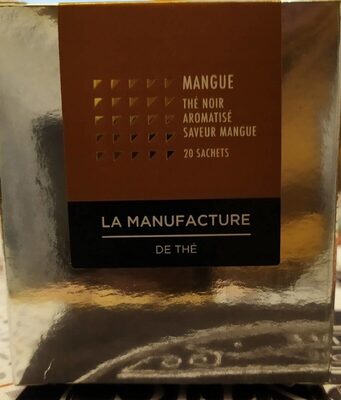 MANGUE
THÉ NOIR
AROMATISÉ
SAVEUR MANGUE
20 SACHETS
LA MANUFACTURE
DE THÉ